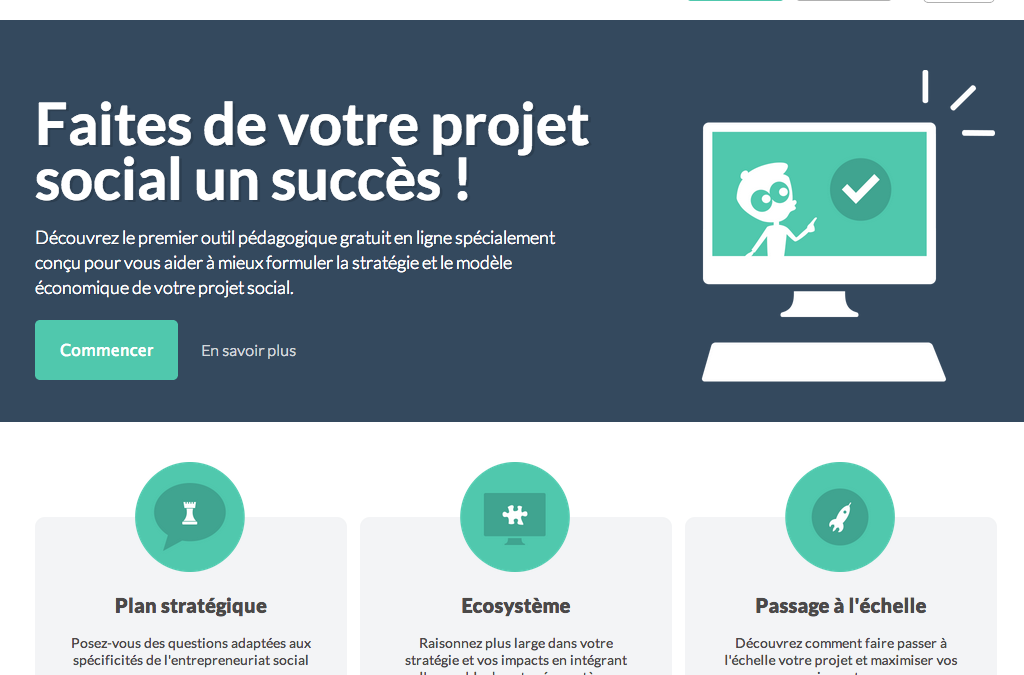 Faites de votre projet
social un succès !
Découvrez le premier outil pédagogique gratuit en ligne spécialement
conçu pour vous aider à mieux formuler la stratégie et le modèle
économique de votre projet social.
Commencer
En savoir plus
Plan stratégique
Posez-vous des questions adaptées aux
spécificités de l'entrepreneuriat social
Ecosystème
Raisonnez plus large dans votre
stratégie et vos impacts en intégrant
Passage à l'échelle
Découvrez comment faire passer à
l'échelle votre projet et maximiser vos